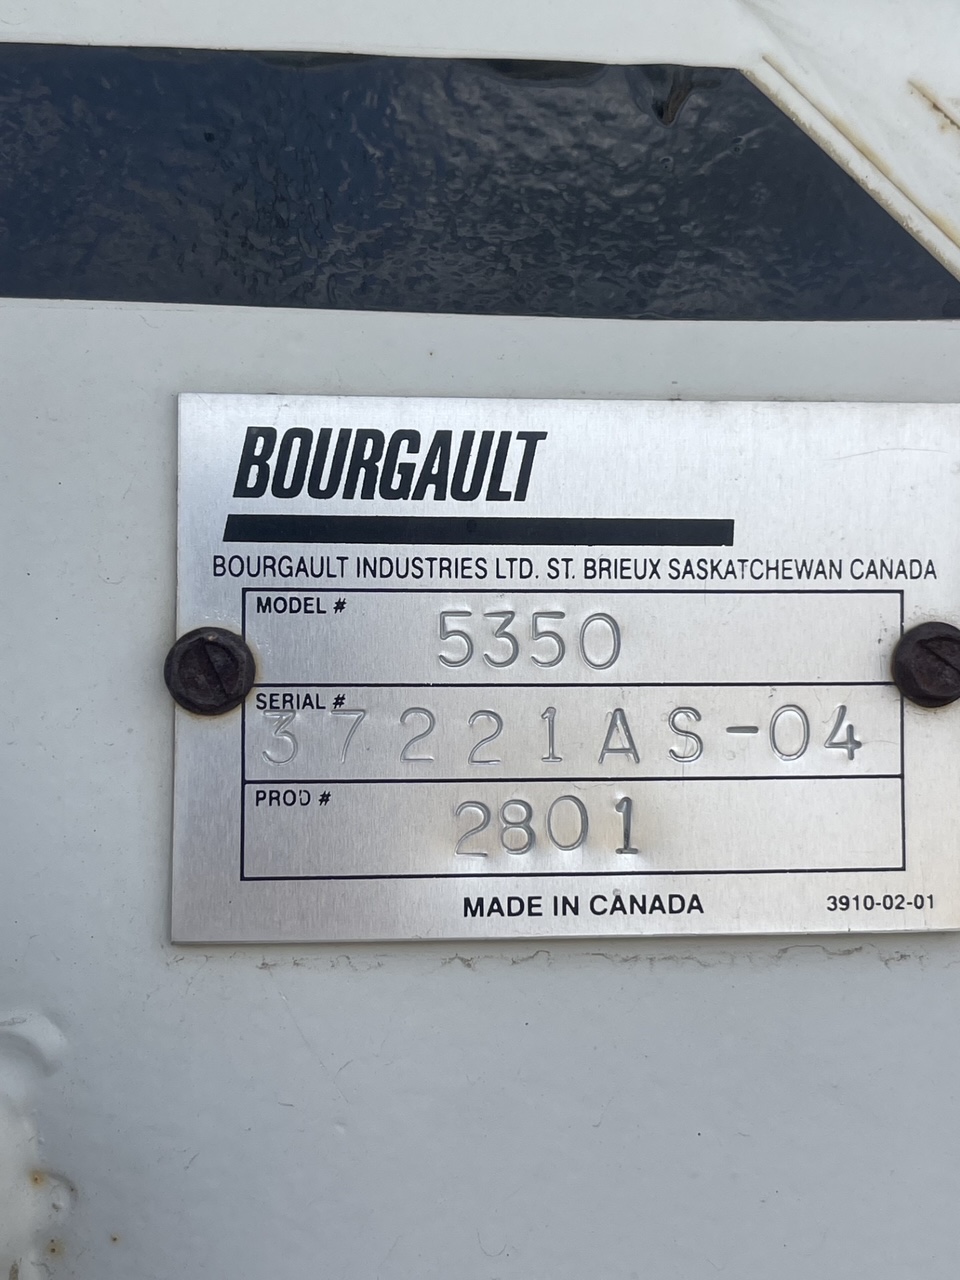 BOURGAULT
BOURGAULT INDUSTRIES LTD. ST. BRIEUX SASKATCHEWAN CANADA
MODEL # 5350
SERIAL # 37221AS-04
PROD # 2801
MADE IN CANADA 3910-02-01